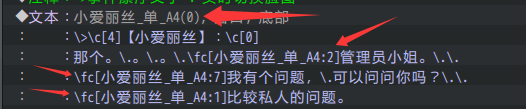 ◆文本：小爱丽丝_单_A4(0), 窗口, 底部
：　：\>\c[4]【小爱丽丝】：\c[0]
：　：那个。\.。\.。\.\fc[小爱丽丝_单_A4:2]管理员小姐。\.\.
：　：\fc[小爱丽丝_单_A4:7]我有个问题，\.可以问问你吗？\.\.
：　：\fc[小爱丽丝_单_A4:1]比较私人的问题。